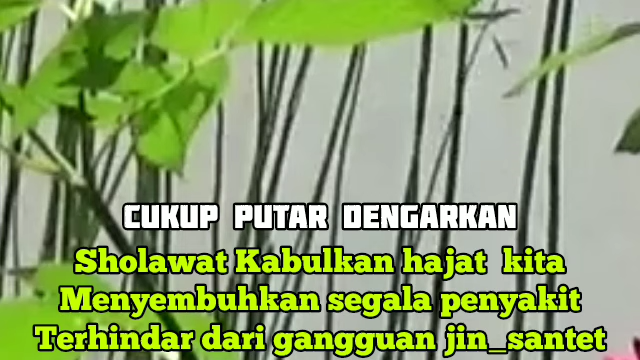 CUKUP PUTAR DENGARKAN
Sholawat Kabulkan hajat kita
Menyembuhkan segala penyakit
Terhindar dari gangguan jin_santet